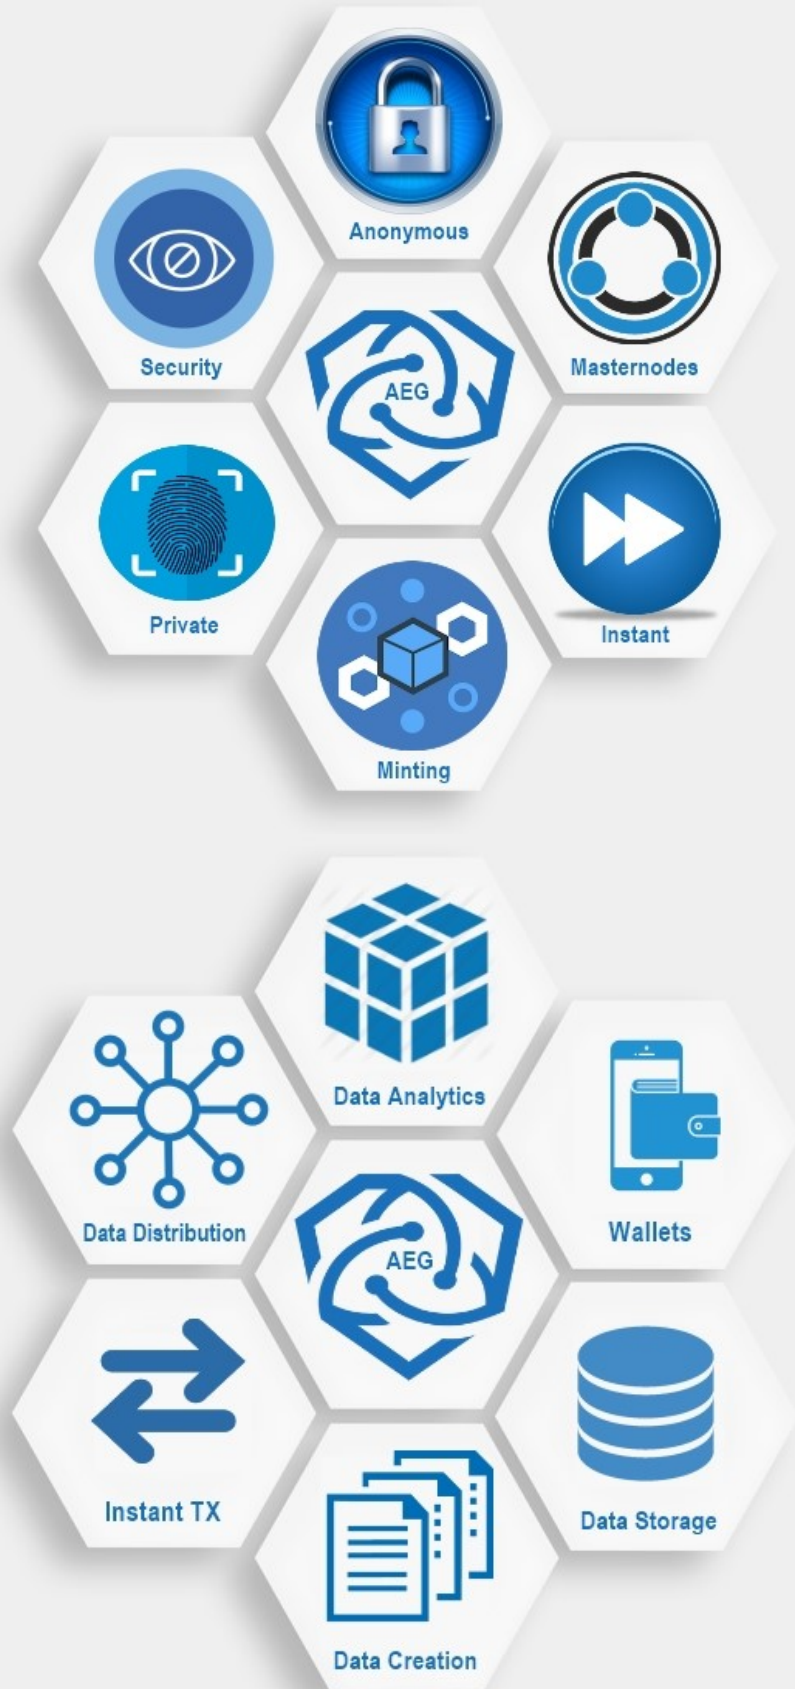 Anonymous
Security
Masternodes
AEG
Private
Instant
Minting
Data Analytics
Data Distribution
Wallets
AEG
Instant TX
Data Storage
Data Creation